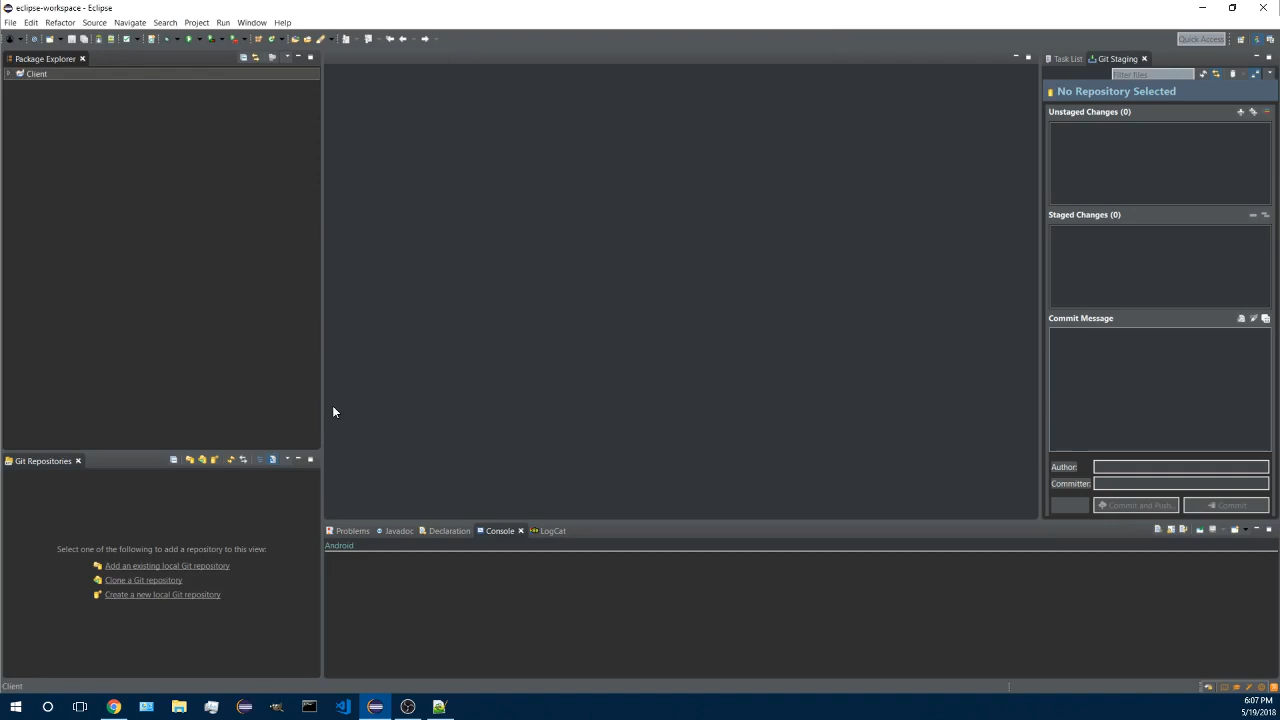 eclipse-workspace - Eclipse
File Edit Refactor Source Navigate Search Project Run Window Help
Quick Access
Package Explorer
Client
Task List Git Staging
Filter files
No Repository Selected
Unstaged Changes (0)
Staged Changes (0)
Commit Message
Author:
Committer:
Commit and Push... Commit
Git Repositories
Select one of the following to add a repository to this view:
Add an existing local Git repository
Clone a Git repository
Create a new local Git repository
Problems Javadoc Declaration Console LogCat
Android
Client
6:07 PM
5/19/2018